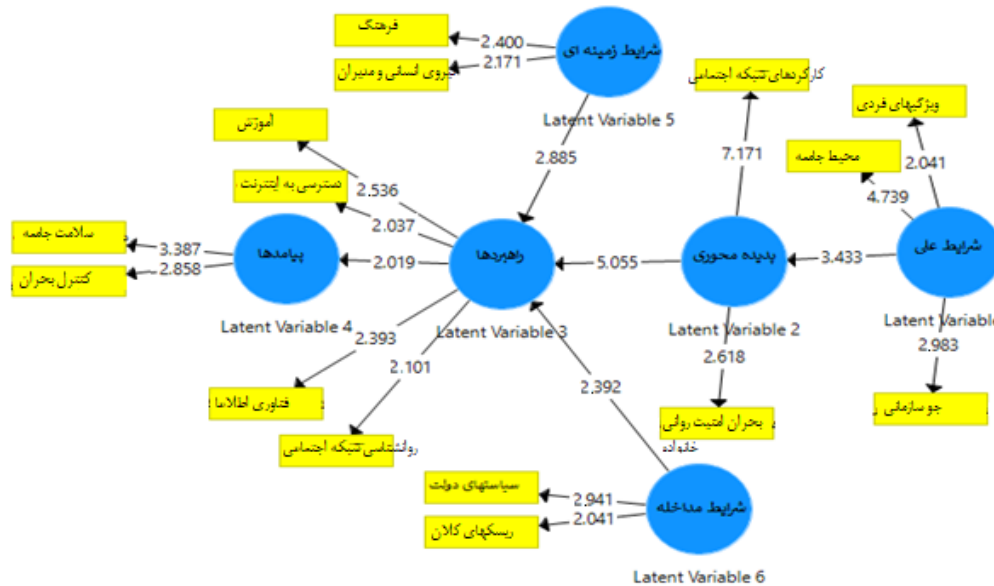 فرهنگ
2.400
نیروی انسانی و مدیران
2.171
شرایط زمینه ای
Latent Variable 5
2.885
کارکردهای شبکه اجتماعی
7.171
ویژگیهای فردی
2.041
محیط جامعه
4.739
آموزش
2.536
دسترسی به اینترنت
2.037
سلامت جامعه
3.387
کنترل بحران
2.858
پیامدها
Latent Variable 4
2.019
راهبردها
Latent Variable 3
5.055
پدیده محوری
Latent Variable 2
3.433
شرایط علی
Latent Variable
2.983
جو سازمانی
2.393
فناوری اطلاعا
2.101
روانشناسی شبکه اجتماعی
2.618
بحران امنیت روانی
خانواده
2.392
سیاستهای دولت
2.941
ریسکهای کلان
2.041
شرایط مداخله
Latent Variable 6